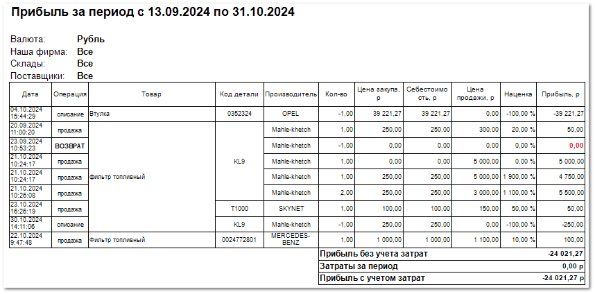 Прибыль за период с 13.09.2024 по 31.10.2024
Валюта: Рубль
Наша фирма: Все
Склады: Все
Поставщики: Все
Дата Операция Товар Код детали Производитель Кол-во Цена закупа, р Себестоимо ость, р Цена продажи, р Наценка Прибыль, р
04.10.2024 15:44:29 списание Втулка 0352324 OPEL -1,00 39 221,27 39 221,27 0,00 -100,00 % -39 221,27
20.09.2024 11:00:20 продажа Фильтр топливный KL9 Mahle-khetch 1,00 250,00 250,00 300,00 20,00 % 50,00
23.09.2024 10:53:23 ВОЗВРАТ Mahle-khetch -1,00 0,00 0,00 0,00 0.00 % 0,00
21.10.2024 10:24:17 продажа Mahle-khetch 1,00 0,00 0,00 5 000,00 0.00 % 5 000,00
21.10.2024 10:24:17 продажа Mahle-khetch 1,00 250,00 250,00 5 000,00 1 900,00 % 4 750,00
21.10.2024 10:26:08 продажа Mahle-khetch 2,00 250,00 250,00 3 000,00 1 100,00 % 5 500,00
23.10.2024 16:26:19 продажа T1000 SKYNET 1,00 100,00 100,00 150,00 50,00 % 50,00
30.10.2024 14:11:06 списание KL9 Mahle-khetch -1,00 250,00 250,00 0,00 -100,00 % -250,00
22.10.2024 9:47:48 продажа Фильтр топливный 0024772801 MERCEDES-BENZ 1,00 1 000,00 1 000,00 1 100,00 10,00 % 100,00
Прибыль без учета затрат -24 021,27
Затраты за период 0,00 р
Прибыль с учетом затрат -24 021,27 р